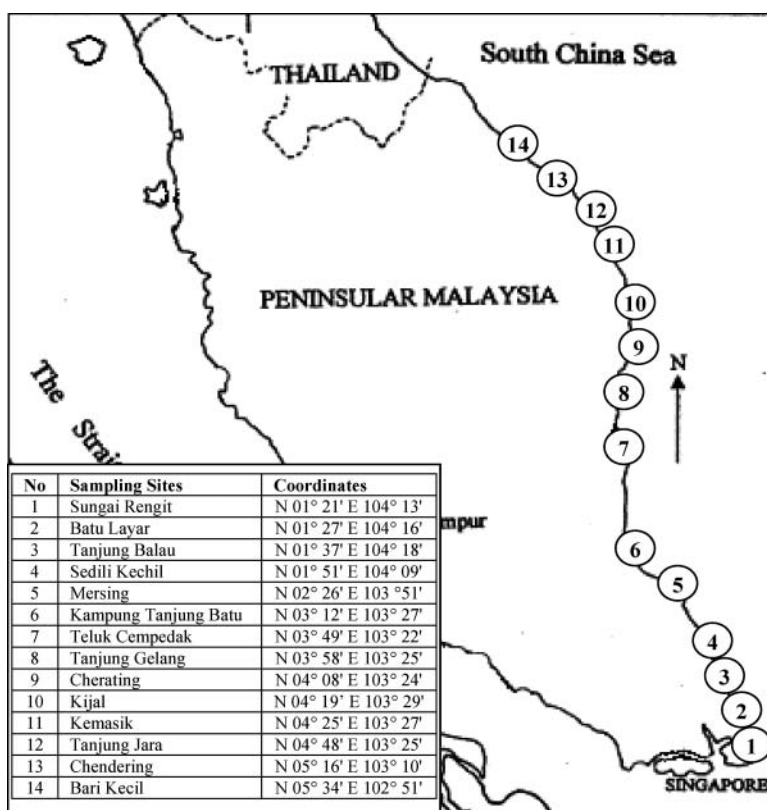 South China Sea
THAILAND
14
13
12
11
PENINSULAR MALAYSIA
10
9
N
8
The Strai
7
mpur
6
5
4
3
2
1
SINGAPORE
No Sampling Sites Coordinates
1 Sungai Rengit N 01° 21' E 104° 13'
2 Batu Layar N 01° 27' E 104° 16'
3 Tanjung Balau N 01° 37' E 104° 18'
4 Sedili Kechil N 01° 51' E 104° 09'
5 Mersing N 02° 26' E 103 °51'
6 Kampung Tanjung Batu N 03° 12' E 103° 27'
7 Teluk Cempedak N 03° 49' E 103° 22'
8 Tanjung Gelang N 03° 58' E 103° 25'
9 Cherating N 04° 08' E 103° 24'
10 Kijal N 04° 19’ E 103° 29'
11 Kemasik N 04° 25' E 103° 27'
12 Tanjung Jara N 04° 48' E 103° 25'
13 Chendering N 05° 16' E 103° 10'
14 Bari Kecil N 05° 34' E 102° 51'